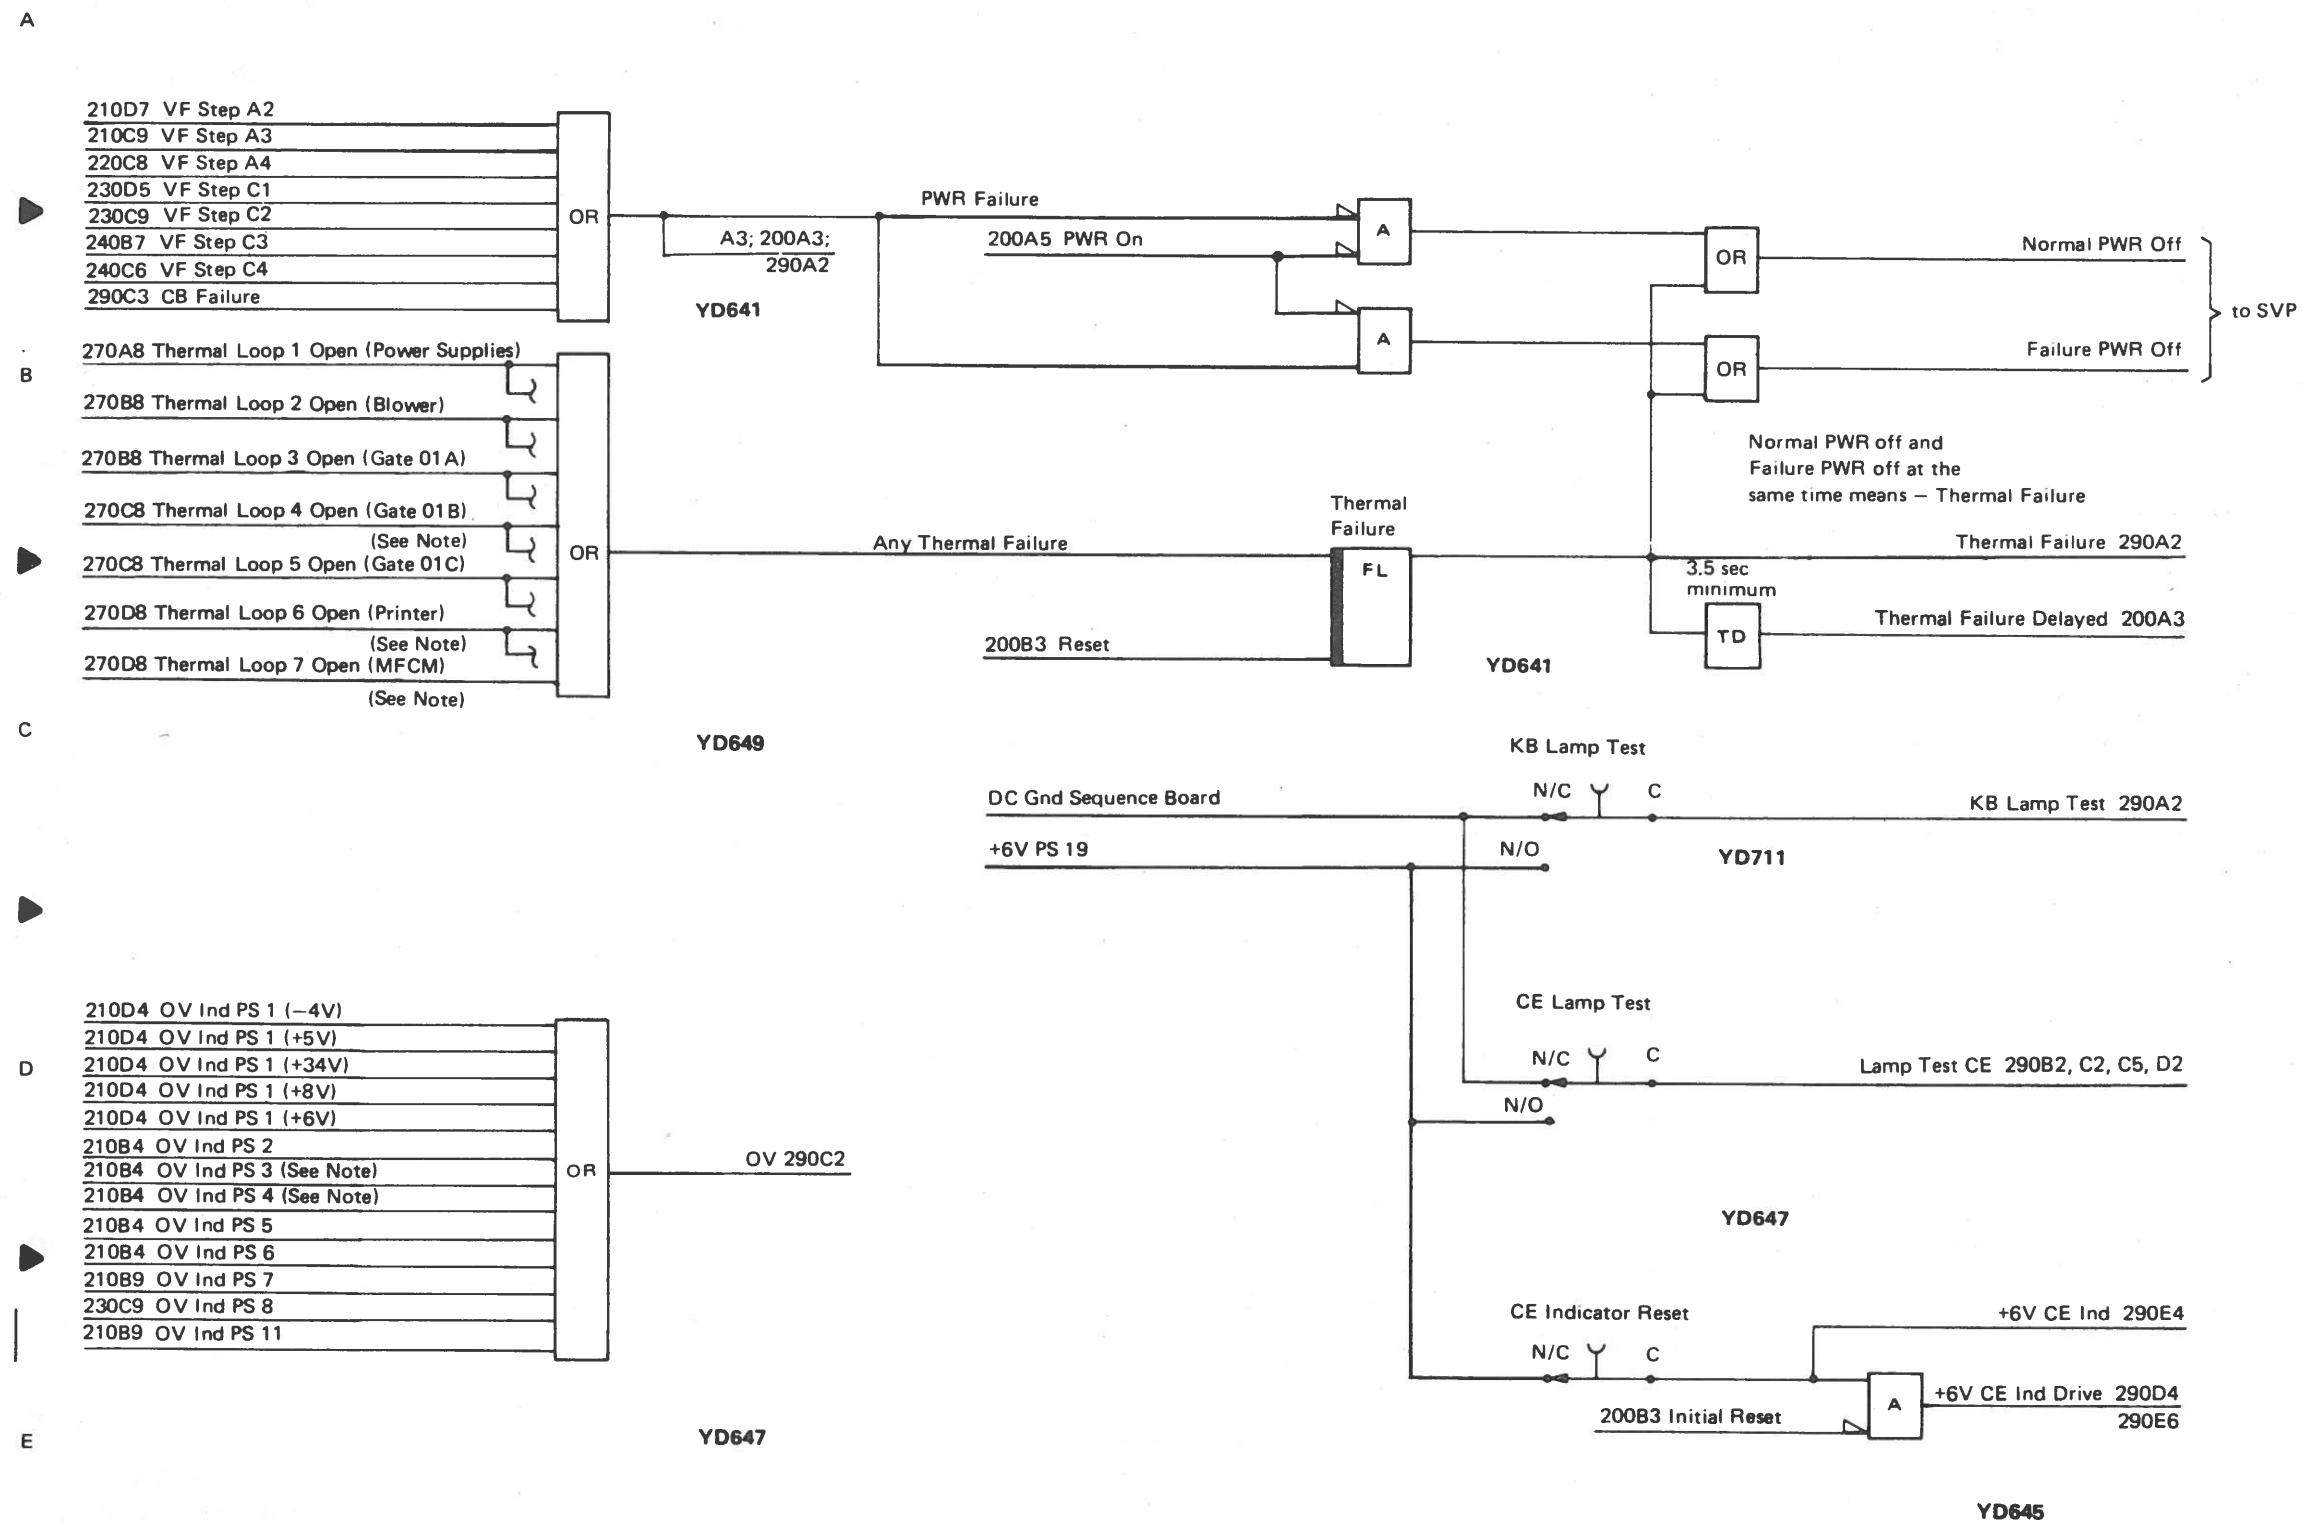 A
210D7 VF Step A2
210C9 VF Step A3
220C8 VF Step A4
230D5 VF Step C1
230C9 VF Step C2
240B7 VF Step C3
240C6 VF Step C4
290C3 CB Failure
OR
A3; 200A3;
290A2
YD641
PWR Failure
200A5 PWR On
A
A
OR
OR
Normal PWR Off
Failure PWR Off
to SVP
B
270A8 Thermal Loop 1 Open (Power Supplies)
270B8 Thermal Loop 2 Open (Blower)
270B8 Thermal Loop 3 Open (Gate 01A)
270C8 Thermal Loop 4 Open (Gate 01B)
(See Note)
270C8 Thermal Loop 5 Open (Gate 01C)
270D8 Thermal Loop 6 Open (Printer)
(See Note)
270D8 Thermal Loop 7 Open (MFCM)
(See Note)
OR
YD649
Any Thermal Failure
200B3 Reset
Thermal
Failure
FL
YD641
Normal PWR off and
Failure PWR off at the
same time means – Thermal Failure
Thermal Failure 290A2
3.5 sec
minimum
TD
Thermal Failure Delayed 200A3
C
DC Gnd Sequence Board
+6V PS 19
KB Lamp Test
N/C
C
N/O
KB Lamp Test 290A2
YD711
CE Lamp Test
N/C
C
N/O
Lamp Test CE 290B2, C2, C5, D2
YD647
D
210D4 OV Ind PS 1 (–4V)
210D4 OV Ind PS 1 (+5V)
210D4 OV Ind PS 1 (+34V)
210D4 OV Ind PS 1 (+8V)
210D4 OV Ind PS 1 (+6V)
210B4 OV Ind PS 2
210B4 OV Ind PS 3 (See Note)
210B4 OV Ind PS 4 (See Note)
210B4 OV Ind PS 5
210B4 OV Ind PS 6
210B9 OV Ind PS 7
230C9 OV Ind PS 8
210B9 OV Ind PS 11
OR
OV 290C2
YD647
CE Indicator Reset
N/C
C
200B3 Initial Reset
A
+6V CE Ind 290E4
+6V CE Ind Drive 290D4
290E6
E
YD645